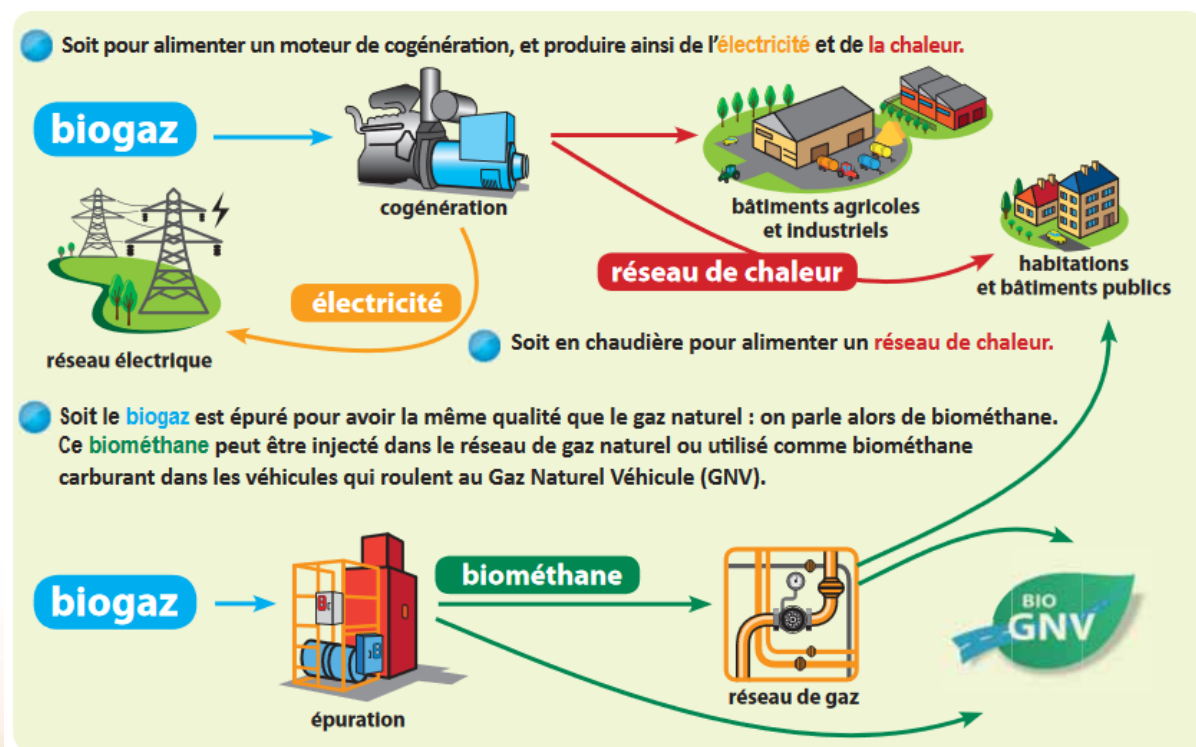 Soit pour alimenter un moteur de cogénération, et produire ainsi de l'électricité et de la chaleur.
biogaz
cogénération
bâtiments agricoles
et industriels
réseau de chaleur
habitations
et bâtiments publics
électricité
réseau électrique
Soit en chaudière pour alimenter un réseau de chaleur.
Soit le biogaz est épuré pour avoir la même qualité que le gaz naturel : on parle alors de biométhane.
Ce biométhane peut être injecté dans le réseau de gaz naturel ou utilisé comme biométhane
carburant dans les véhicules qui roulent au Gaz Naturel Véhicule (GNV).
biogaz
épuration
biométhane
réseau de gaz
BIO
GNV